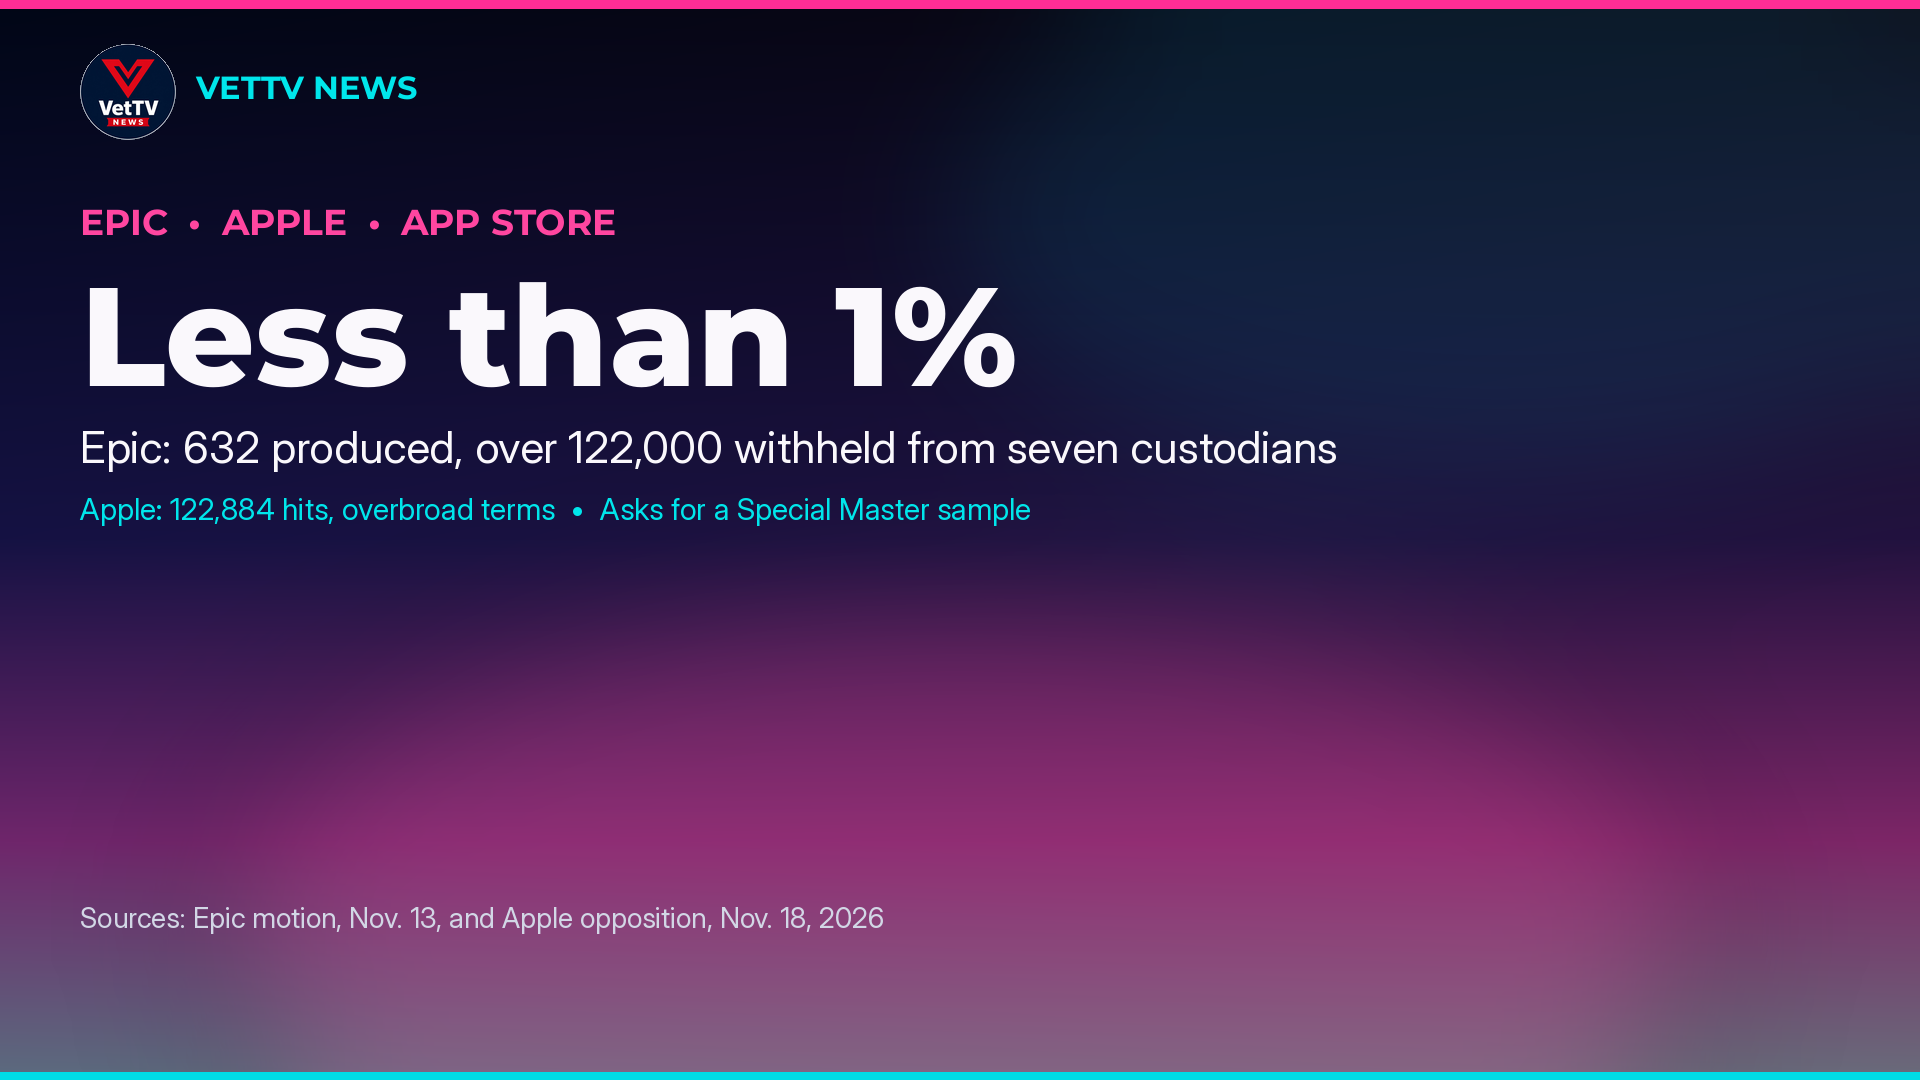 VetTV
NEWS
VETTV NEWS
EPIC • APPLE • APP STORE
Less than 1%
Epic: 632 produced, over 122,000 withheld from seven custodians
Apple: 122,884 hits, overbroad terms • Asks for a Special Master sample
Sources: Epic motion, Nov. 13, and Apple opposition, Nov. 18, 2026